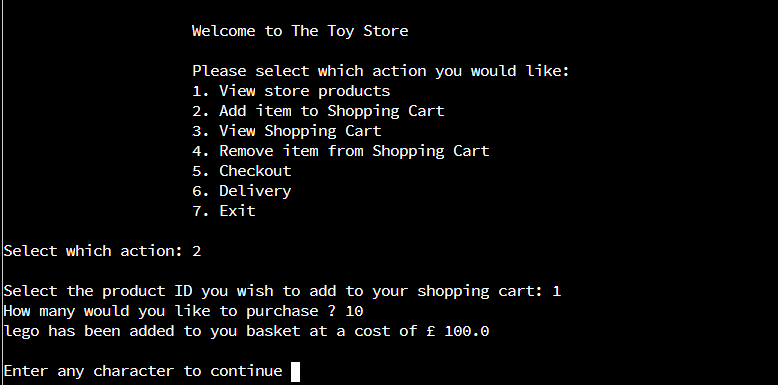 Welcome to The Toy Store
Please select which action you would like:
1. View store products
2. Add item to Shopping Cart
3. View Shopping Cart
4. Remove item from Shopping Cart
5. Checkout
6. Delivery
7. Exit
Select which action: 2
Select the product ID you wish to add to your shopping cart: 1
How many would you like to purchase ? 10
lego has been added to you basket at a cost of £ 100.0
Enter any character to continue